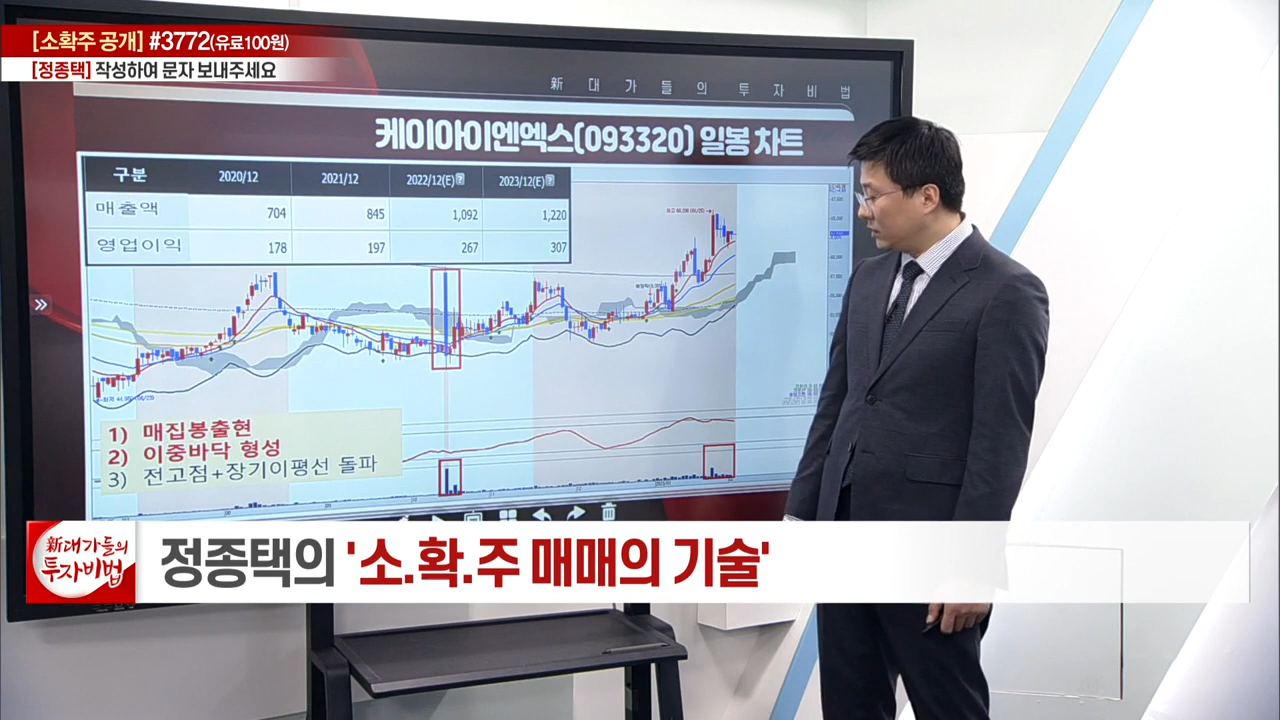 [소확주 공개] #3772(유료100원)
[정종택] 작성하여 문자 보내주세요
新 대 가 들 의 투 자 비 법
케이아이엔엑스(093320) 일봉 차트
구분 2020/12 2021/12 2022/12(E)? 2023/12(E)?
매출액 704 845 1,092 1,220
영업이익 178 197 267 307
1) 매집봉출현
2) 이중바닥 형성
3) 전고점+장기이평선 돌파
新대가들의
투자비법
정종택의 '소.확.주 매매의 기술'